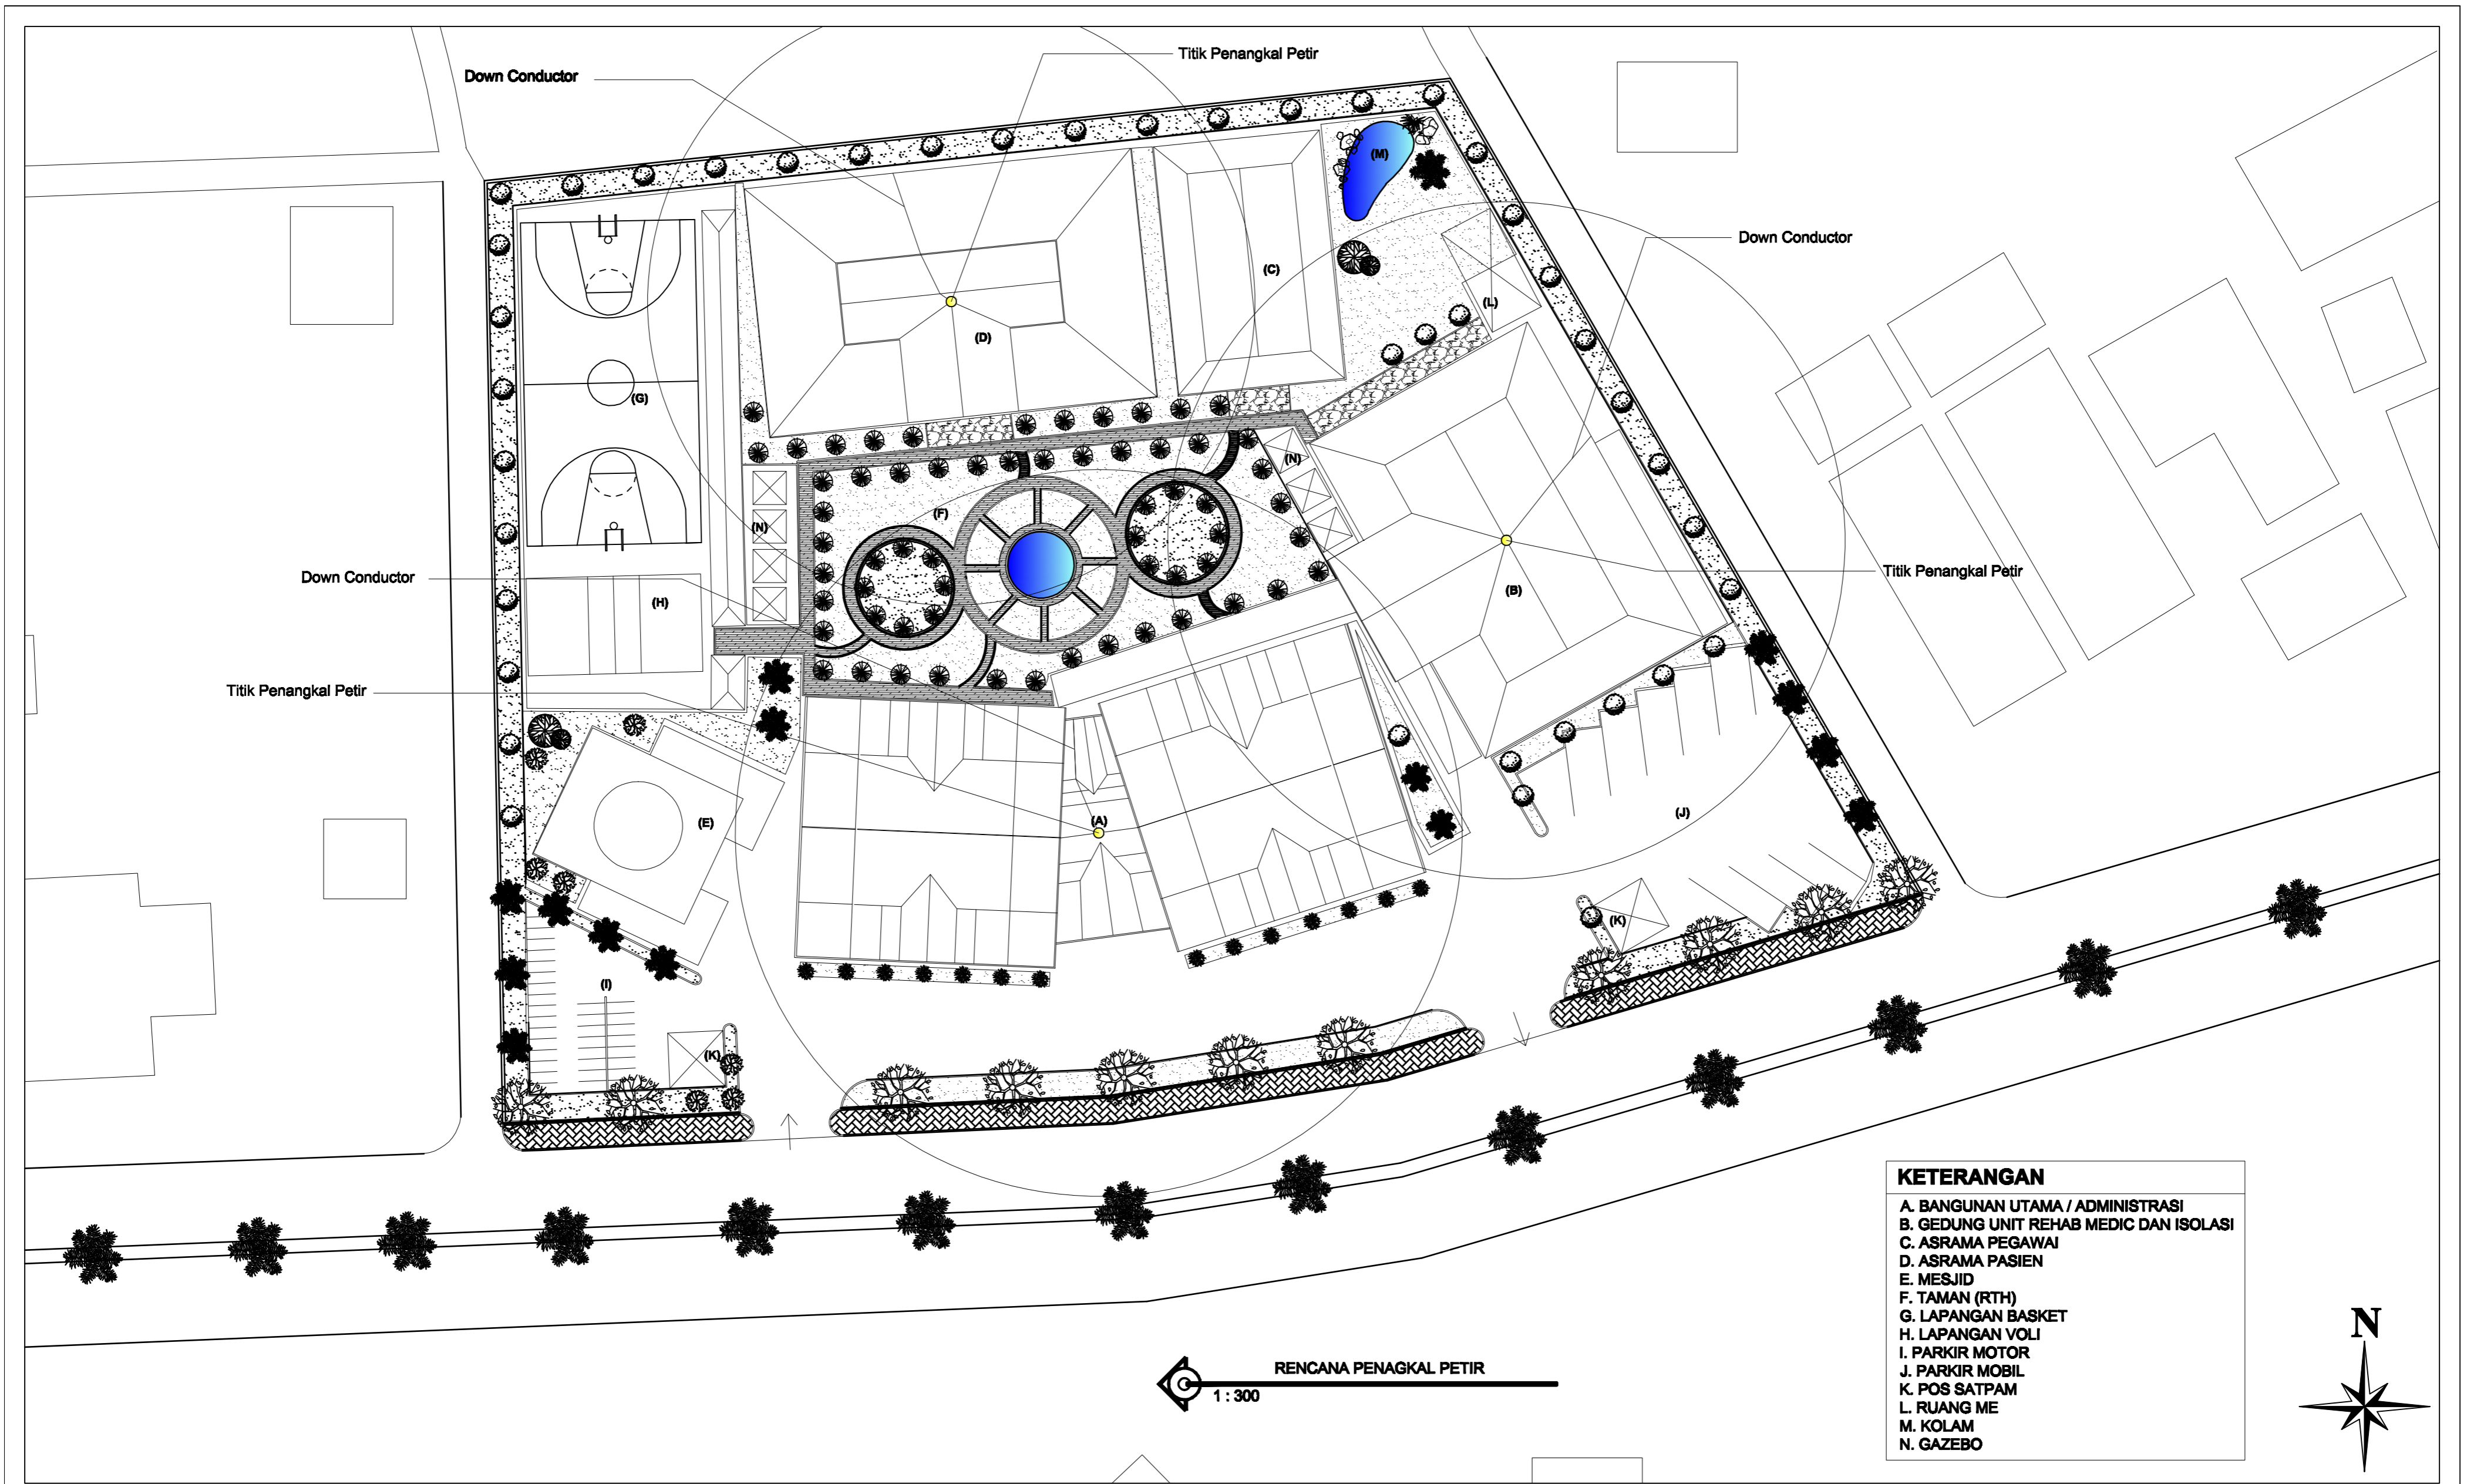 Titik Penangkal Petir
Down Conductor
(M)
Down Conductor
(C)
(L)
(D)
(G)
(N)
(F)
(N)
Down Conductor
Titik Penangkal Petir
(B)
(H)
Titik Penangkal Petir
(E)
(A)
(J)
(K)
(I)
(K)
KETERANGAN
A. BANGUNAN UTAMA / ADMINISTRASI
B. GEDUNG UNIT REHAB MEDIC DAN ISOLASI
C. ASRAMA PEGAWAI
D. ASRAMA PASIEN
E. MESJID
F. TAMAN (RTH)
G. LAPANGAN BASKET
H. LAPANGAN VOLI
I. PARKIR MOTOR
J. PARKIR MOBIL
K. POS SATPAM
L. RUANG ME
M. KOLAM
N. GAZEBO
N
RENCANA PENAGKAL PETIR
1 : 300